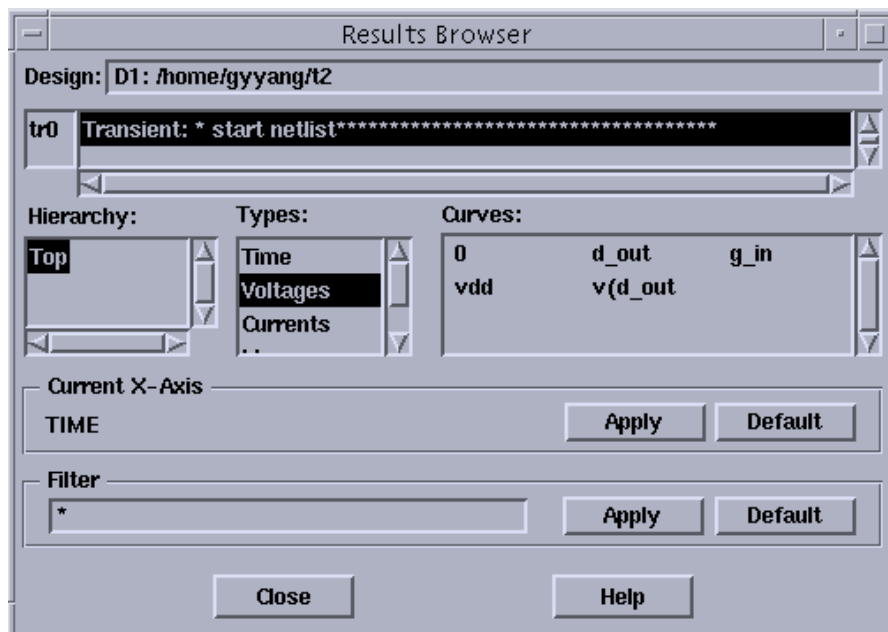 Results Browser
Design: D1: /home/gyyang/t2
tr0 Transient: * start netlist************************************
Hierarchy: Types: Curves:
Top Time 0 d_out g_in
Voltages vdd v(d_out
Currents
Current X-Axis
TIME Apply Default
Filter
* Apply Default
Close Help